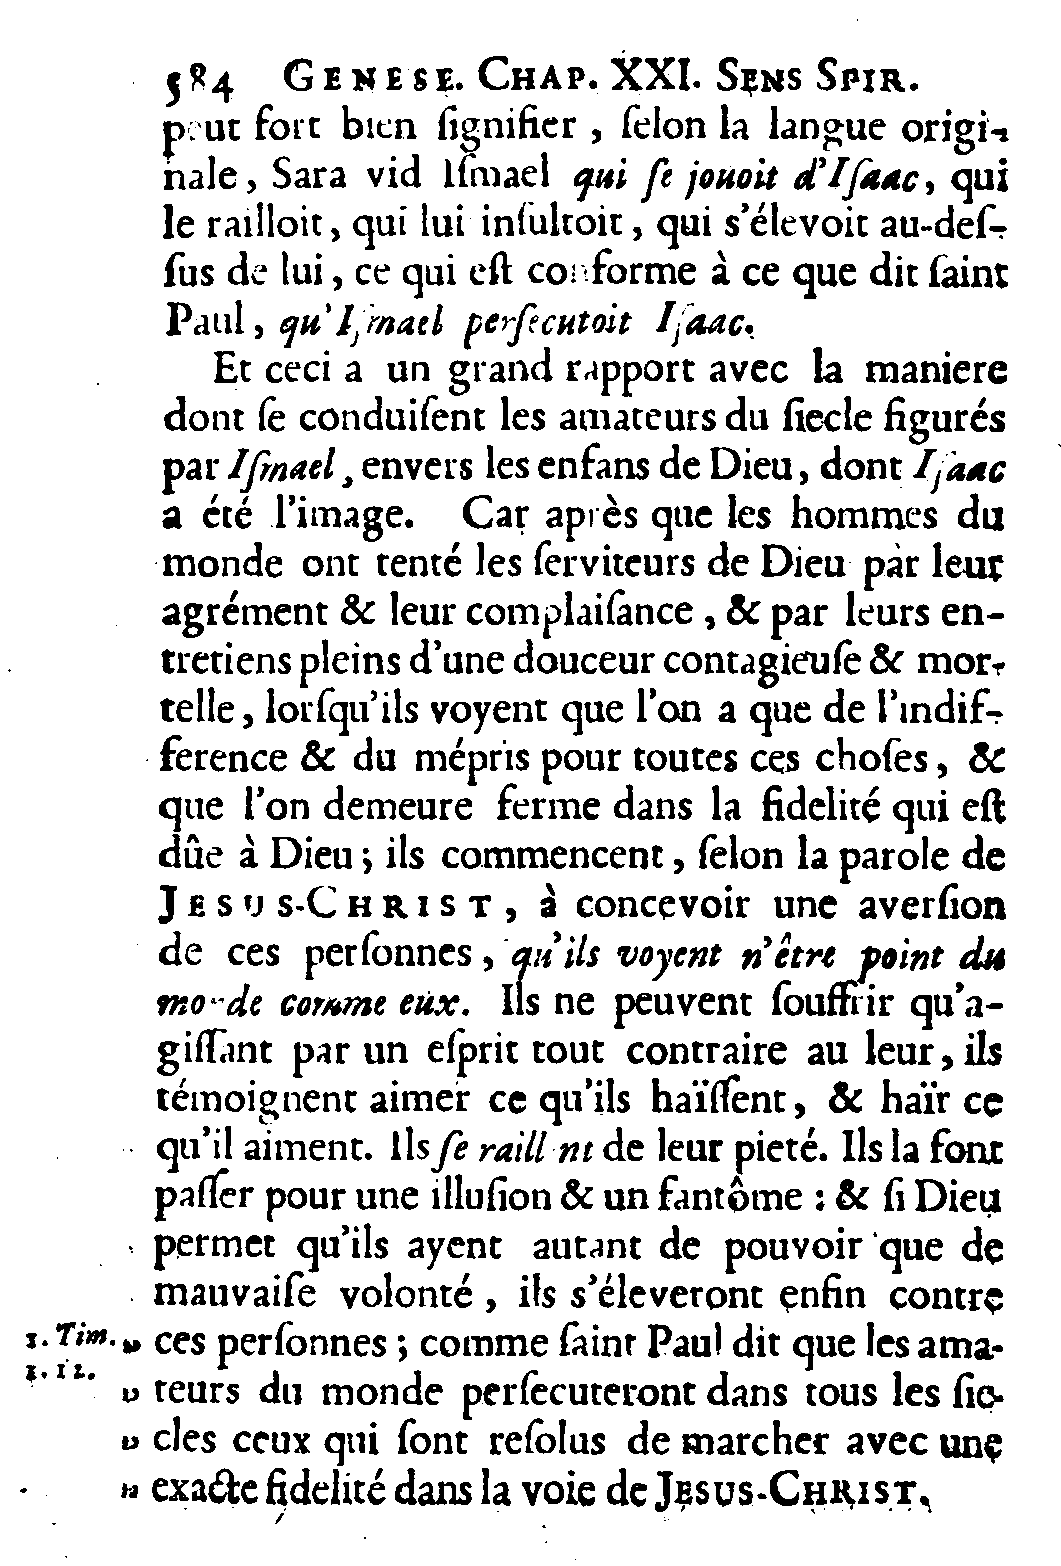 584 GENESE. CHAP. XXI. SENS SPIR.
peut fort bien ſignifier , ſelon la langue origi-
nale, Sara vid Iſmael qui ſe jouoit d'Iſaac, qui
le railloit, qui lui inſultoit, qui s'élevoit au-deſ-
ſus de lui, ce qui eſt conforme à ce que dit ſaint
Paul, qu'Iſmael perſecutoit Iſaac.
Et ceci a un grand rapport avec la maniere
dont ſe conduiſent les amateurs du ſiecle figurés
par Iſmael, envers les enfans de Dieu, dont Iſaac
a été l'image. Car après que les hommes du
monde ont tenté les ſerviteurs de Dieu par leur
agrément & leur complaiſance , & par leurs en-
tretiens pleins d'une douceur contagieuſe & mor-
telle, lorſqu'ils voyent que l'on a que de l'indif-
ference & du mépris pour toutes ces choſes, &
que l'on demeure ferme dans la fidelité qui eſt
dûe à Dieu ; ils commencent, ſelon la parole de
JESUS-CHRIST, à concevoir une averſion
de ces perſonnes, qu'ils voyent n'être point du
monde comme eux. Ils ne peuvent ſouffrir qu'a-
giſſant par un eſprit tout contraire au leur, ils
témoignent aimer ce qu'ils haïſſent, & haïr ce
qu'il aiment. Ils ſe raillent de leur pieté. Ils la font
paſſer pour une illuſion & un fantôme : & ſi Dieu
permet qu'ils ayent autant de pouvoir que de
mauvaiſe volonté, ils s'éleveront enfin contre
1. Tim. » ces perſonnes ; comme ſaint Paul dit que les ama-
» teurs du monde perſecuteront dans tous les ſie-
» cles ceux qui ſont reſolus de marcher avec une
» exacte fidelité dans la voie de JESUS-CHRIST.